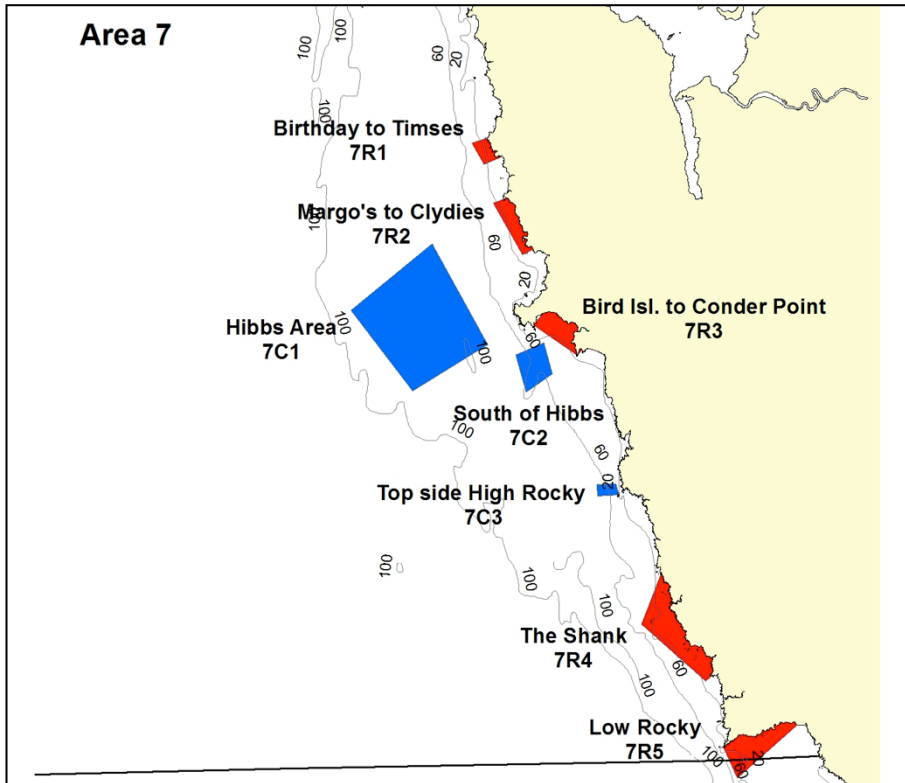 Area 7
100
100
60
20
100
Birthday to Timses
7R1
100
Margo's to Clydies
7R2
60
20
Bird Isl. to Conder Point
7R3
Hibbs Area
7C1
100
60
100
South of Hibbs
7C2
100
60
Top side High Rocky
7C3
20
100
100
100
The Shank
7R4
60
100
Low Rocky
7R5
100
60
20